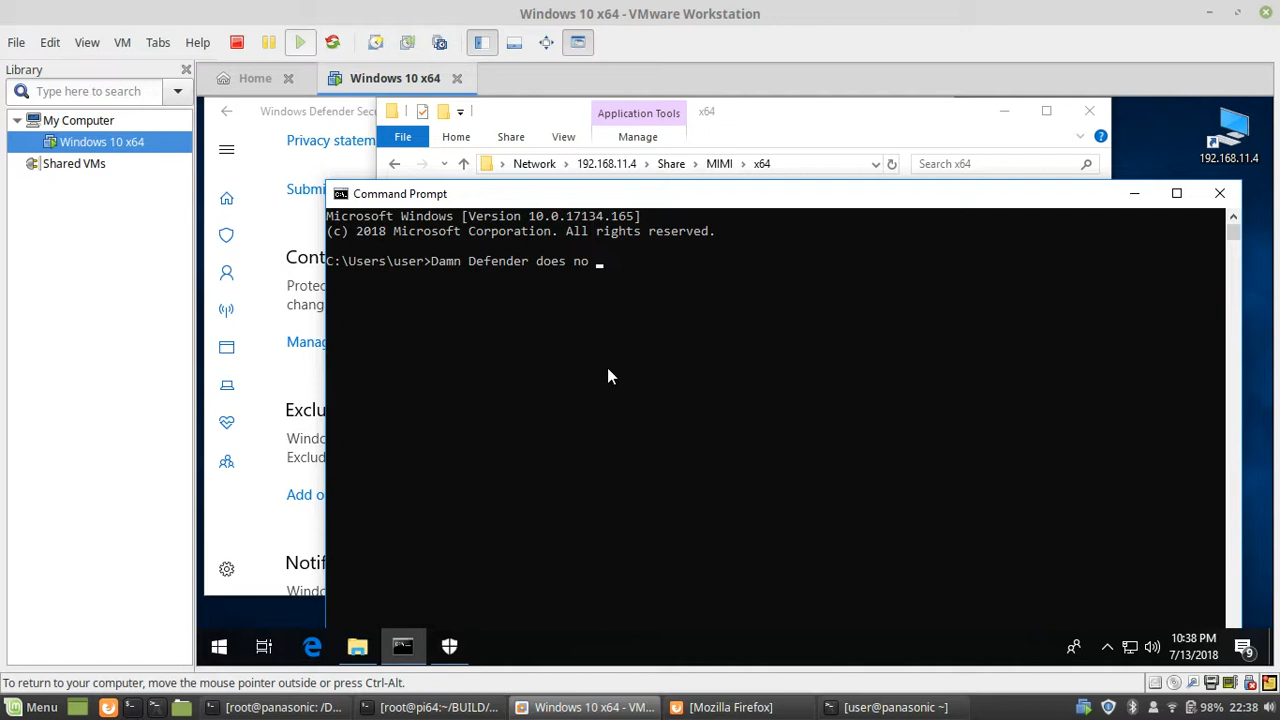 Windows 10 x64 - VMware Workstation
File Edit View VM Tabs Help
Library
Type here to search
My Computer
Windows 10 x64
Shared VMs
Home
Windows 10 x64
Windows Defender Secu
Application Tools
x64
Privacy statem
File Home Share View Manage
Network 192.168.11.4 Share MIMI x64
Search x64
192.168.11.4
Submi
Command Prompt
Microsoft Windows [Version 10.0.17134.165]
(c) 2018 Microsoft Corporation. All rights reserved.
C:\Users\user>Damn Defender does no _
Cont
Protec
chang
Manag
Exclu
Windo
Exclud
Add o
Notif
Windo
10:38 PM
7/13/2018
9
To return to your computer, move the mouse pointer outside or press Ctrl-Alt.
Menu
[root@panasonic: /D...
[root@pi64:~/BUILD/...
Windows 10 x64 - VM...
[Mozilla Firefox]
[user@panasonic ~]
98%
22:38